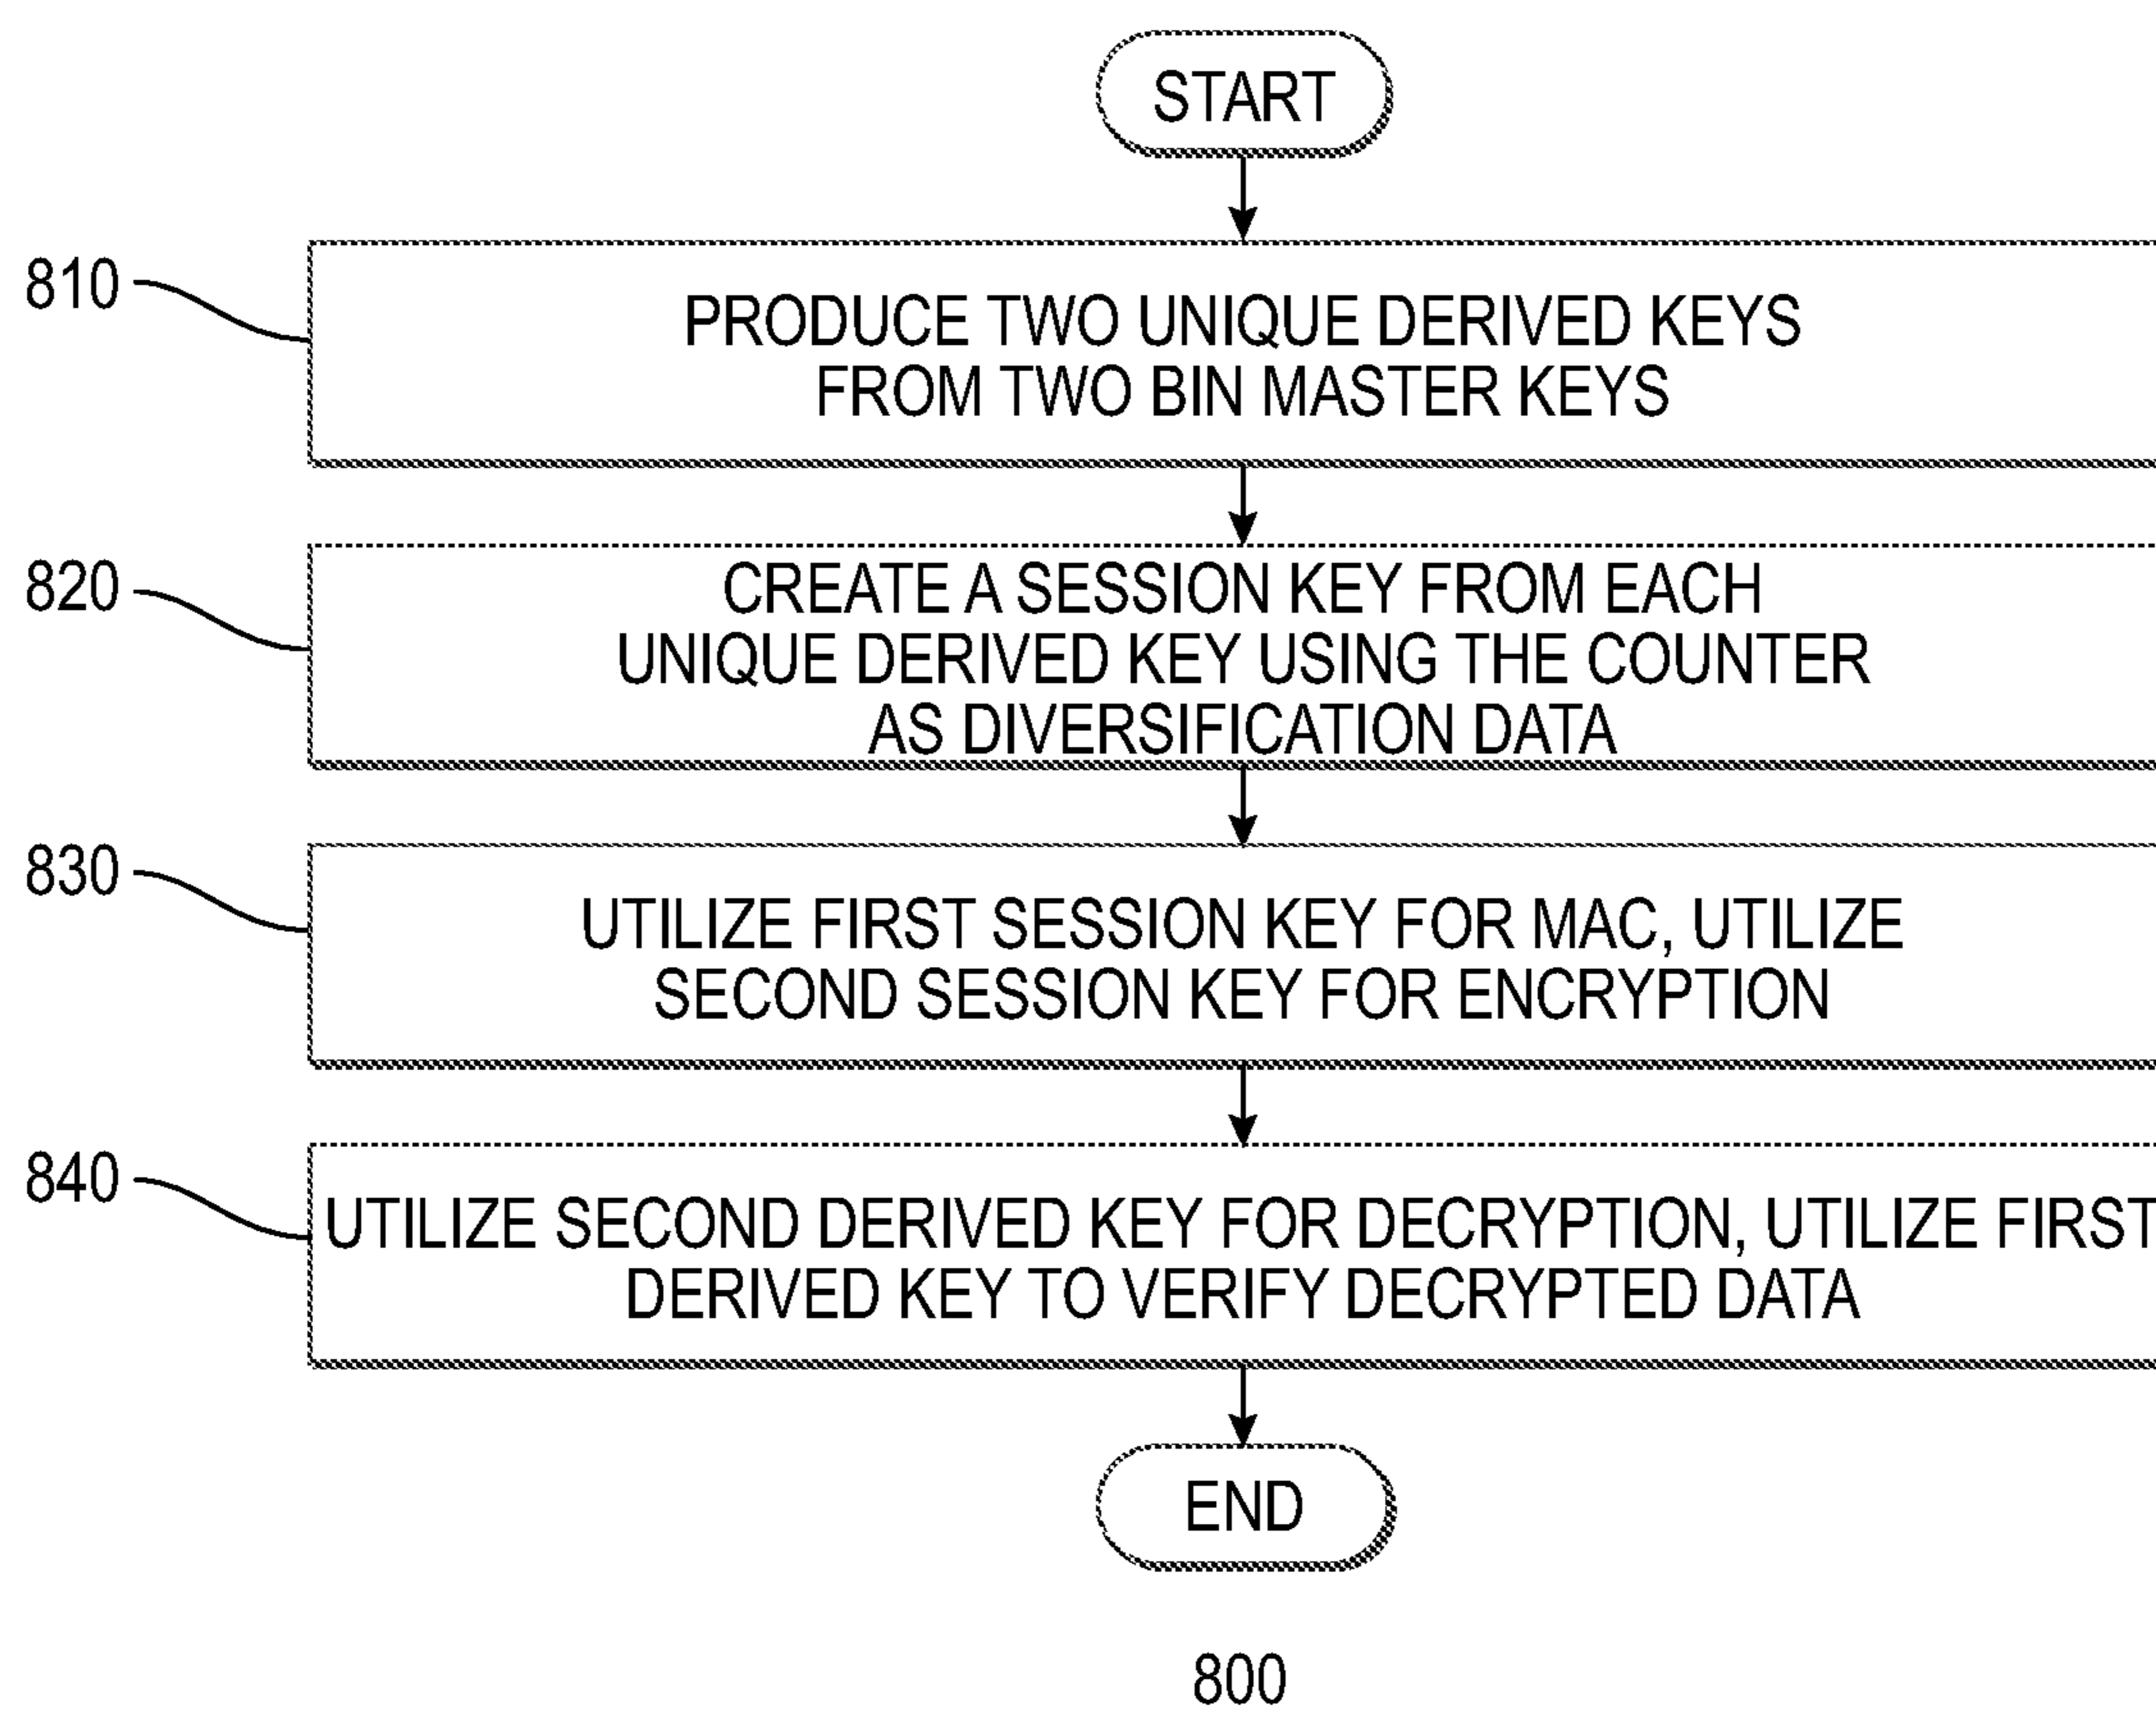 START
810
PRODUCE TWO UNIQUE DERIVED KEYS
FROM TWO BIN MASTER KEYS
820
CREATE A SESSION KEY FROM EACH
UNIQUE DERIVED KEY USING THE COUNTER
AS DIVERSIFICATION DATA
830
UTILIZE FIRST SESSION KEY FOR MAC, UTILIZE
SECOND SESSION KEY FOR ENCRYPTION
840
UTILIZE SECOND DERIVED KEY FOR DECRYPTION, UTILIZE FIRST
DERIVED KEY TO VERIFY DECRYPTED DATA
END
800